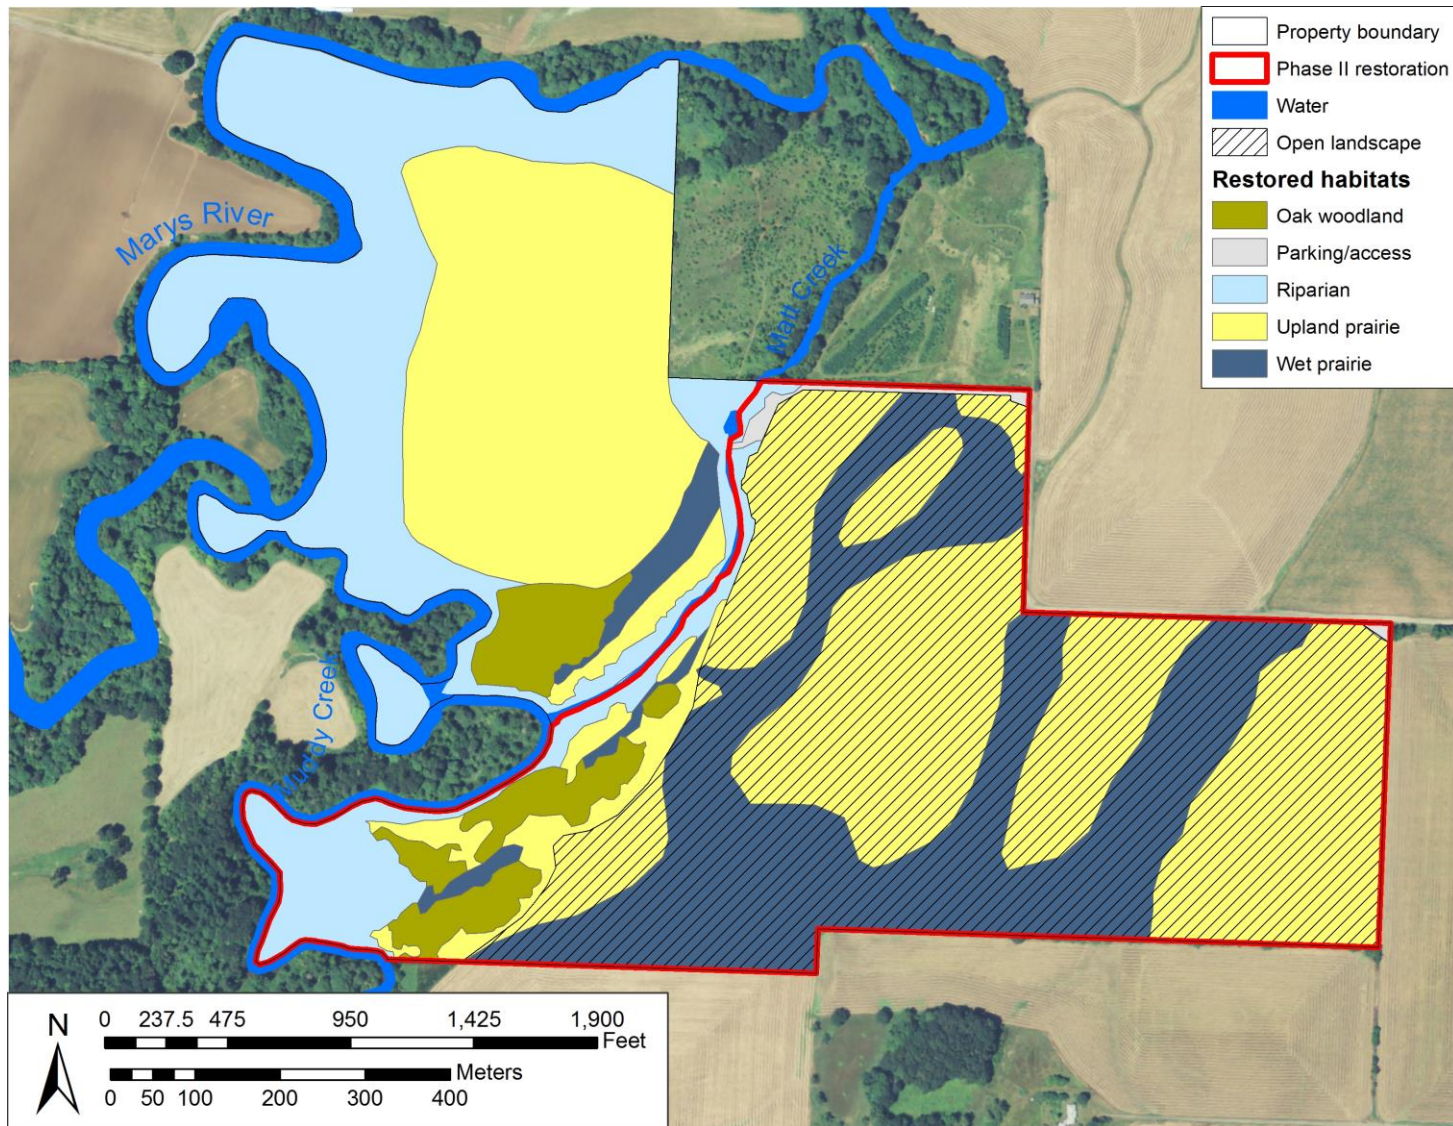 Property boundary
Phase II restoration
Water
Open landscape
Restored habitats
Oak woodland
Parking/access
Riparian
Upland prairie
Wet prairie
Marys River
Matt Creek
Muddy Creek
N
0 237.5 475 950 1,425 1,900
Feet
Meters
0 50 100 200 300 400